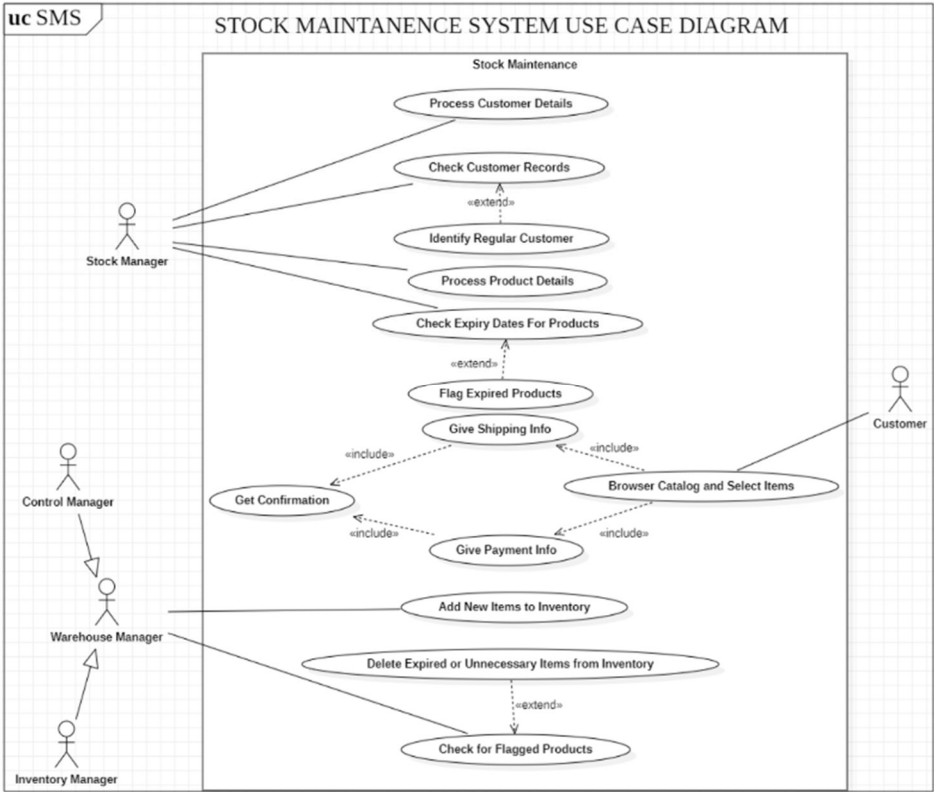 uc SMS
STOCK MAINTANENCE SYSTEM USE CASE DIAGRAM
Stock Maintenance
Process Customer Details
Check Customer Records
«extend»
Identify Regular Customer
Stock Manager
Process Product Details
Check Expiry Dates For Products
«extend»
Flag Expired Products
Give Shipping Info
Customer
«include»
«include»
Browser Catalog and Select Items
Get Confirmation
Control Manager
«include»
«include»
Give Payment Info
Add New Items to Inventory
Warehouse Manager
Delete Expired or Unnecessary Items from Inventory
«extend»
Check for Flagged Products
Inventory Manager